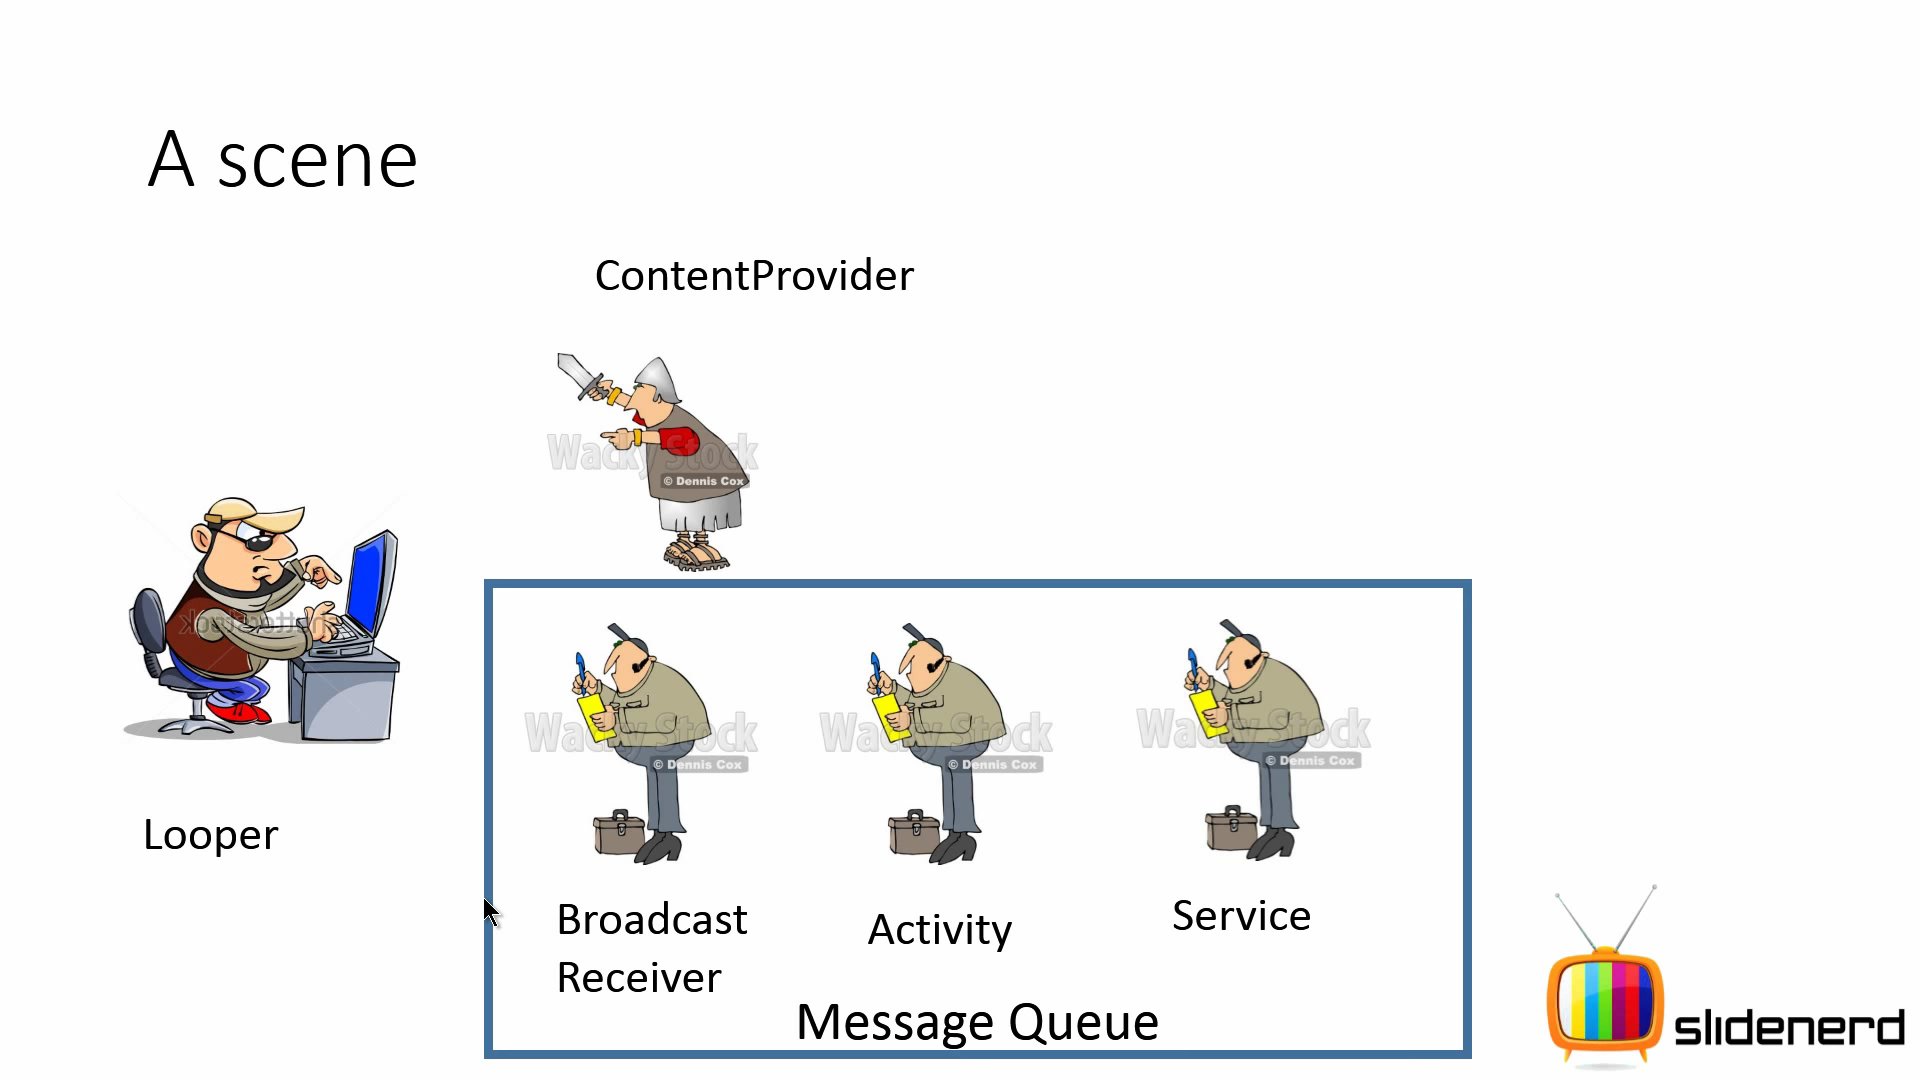 A scene
ContentProvider
Wacky Stock
© Dennis Cox
shutterstock
Looper
Wacky Stock
© Dennis Cox
Wacky Stock
© Dennis Cox
Wacky Stock
© Dennis Cox
Broadcast
Receiver
Activity
Service
Message Queue
slidenerd